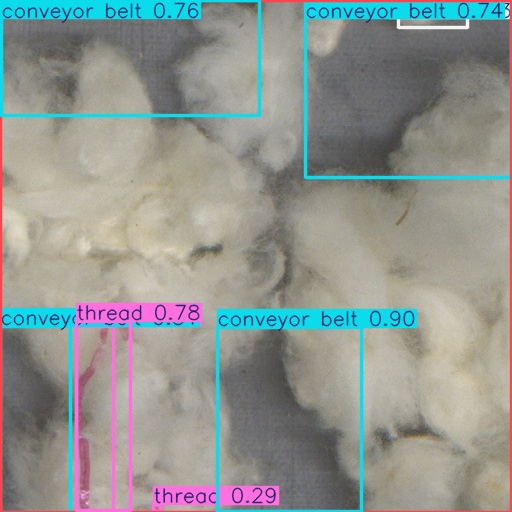 conveyor belt 0.76
conveyor belt 0.74
thread 0.78
conveyor belt 0.90
thread 0.29